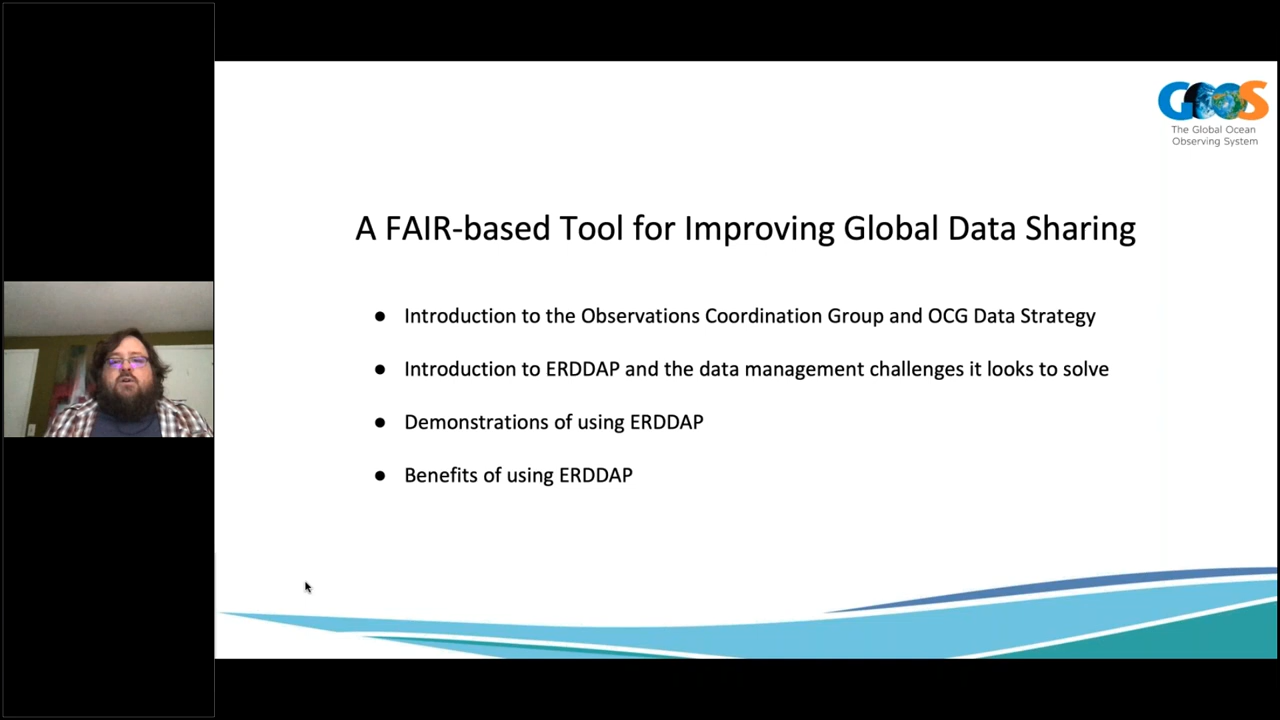 GOOS
The Global Ocean
Observing System
A FAIR-based Tool for Improving Global Data Sharing
● Introduction to the Observations Coordination Group and OCG Data Strategy
● Introduction to ERDDAP and the data management challenges it looks to solve
● Demonstrations of using ERDDAP
● Benefits of using ERDDAP